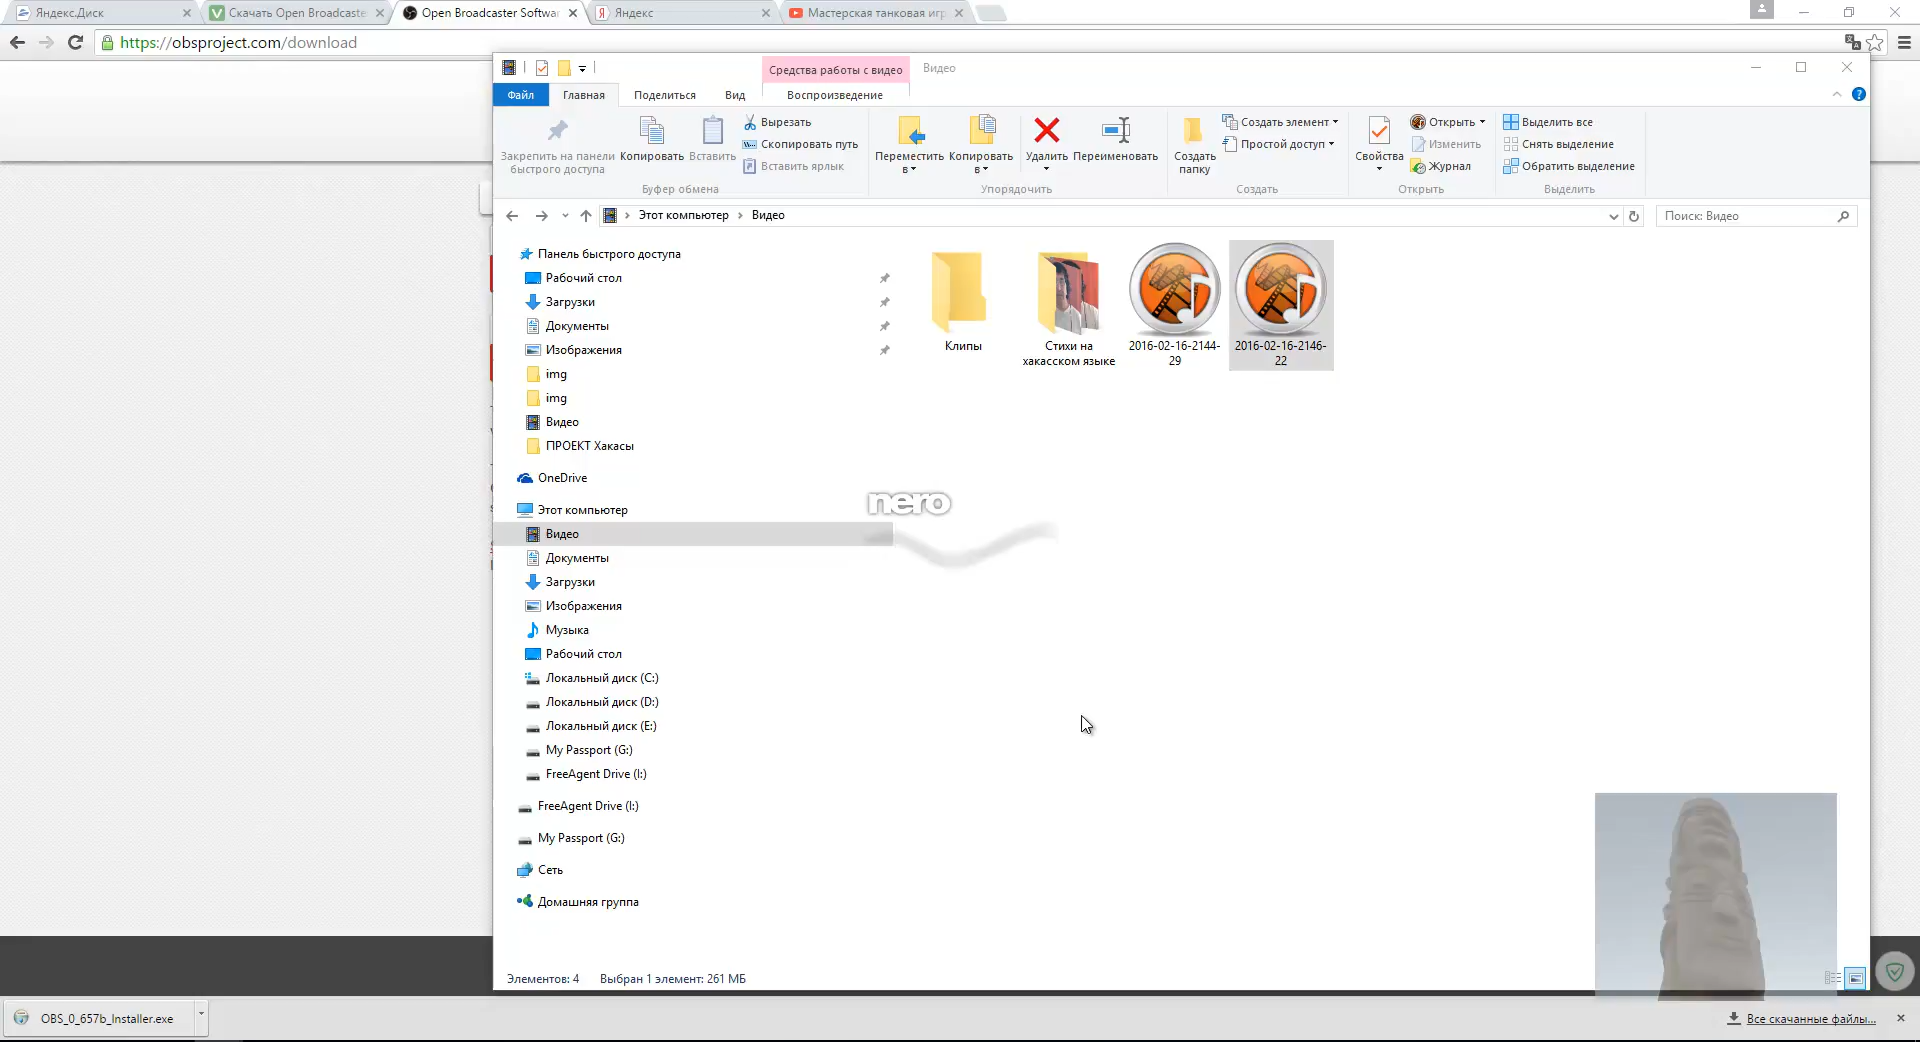 Яндекс.Диск
Скачать Open Broadcaste
Open Broadcaster Softwar
Яндекс
Мастерская танковая игр
https://obsproject.com/download
Средства работы с видео
Видео
Файл
Главная
Поделиться
Вид
Воспроизведение
Закрепить на панели быстрого доступа
Копировать
Вставить
Вырезать
Скопировать путь
Вставить ярлык
Буфер обмена
Переместить в
Копировать в
Удалить
Переименовать
Упорядочить
Создать папку
Создать элемент
Простой доступ
Создать
Свойства
Открыть
Изменить
Журнал
Открыть
Выделить все
Снять выделение
Обратить выделение
Выделить
Этот компьютер
Видео
Поиск: Видео
Панель быстрого доступа
Рабочий стол
Загрузки
Документы
Изображения
img
img
Видео
ПРОЕКТ Хакасы
OneDrive
Этот компьютер
Видео
Документы
Загрузки
Изображения
Музыка
Рабочий стол
Локальный диск (C:)
Локальный диск (D:)
Локальный диск (E:)
My Passport (G:)
FreeAgent Drive (I:)
FreeAgent Drive (I:)
My Passport (G:)
Сеть
Домашняя группа
Клипы
Стихи на
хакасском языке
2016-02-16-2144-
29
2016-02-16-2146-
22
nero
Элементов: 4
Выбран 1 элемент: 261 МБ
OBS_0_657b_Installer.exe
Все скачанные файлы...